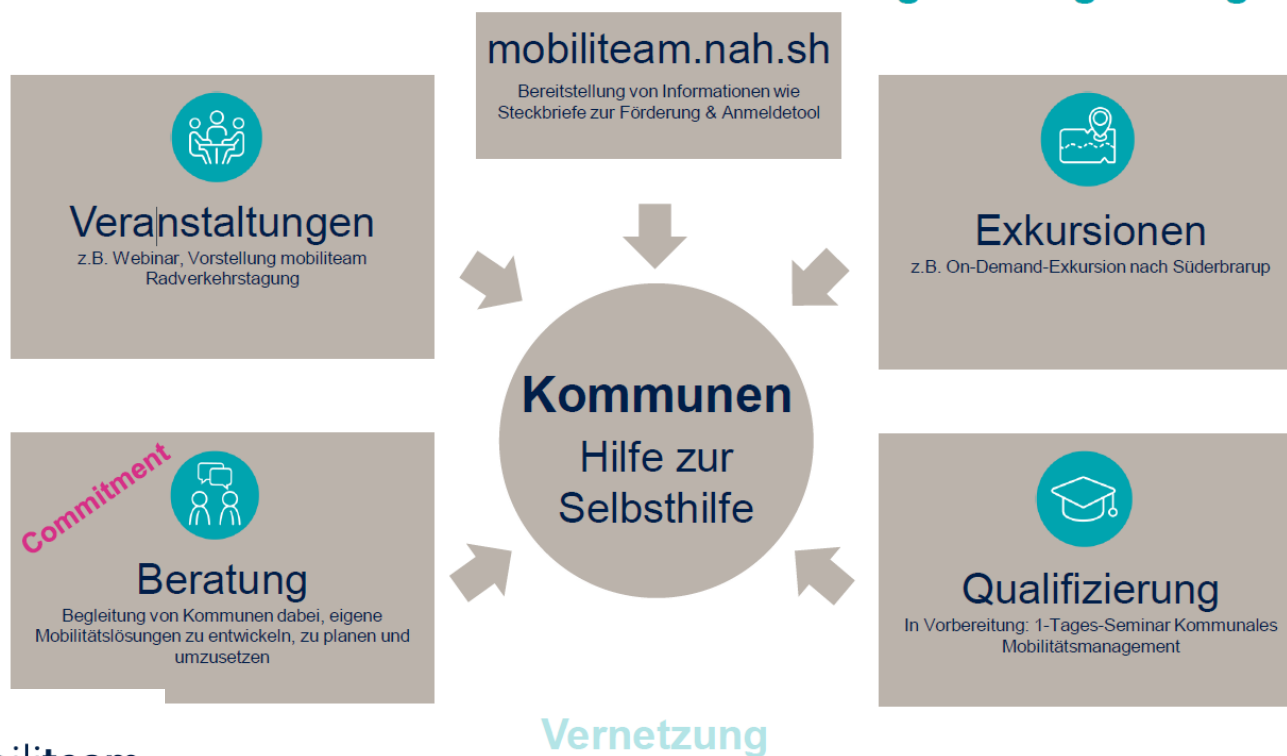 mobiliteam.nah.sh
Bereitstellung von Informationen wie
Steckbriefe zur Förderung & Anmeldetool
Veranstaltungen
z.B. Webinar, Vorstellung mobiliteam
Radverkehrstagung
Exkursionen
z.B. On-Demand-Exkursion nach Süderbrarup
Kommunen
Hilfe zur
Selbsthilfe
Commitment
Beratung
Begleitung von Kommunen dabei, eigene
Mobilitätslösungen zu entwickeln, zu planen und
umzusetzen
Qualifizierung
In Vorbereitung: 1-Tages-Seminar Kommunales
Mobilitätsmanagement
Vernetzung